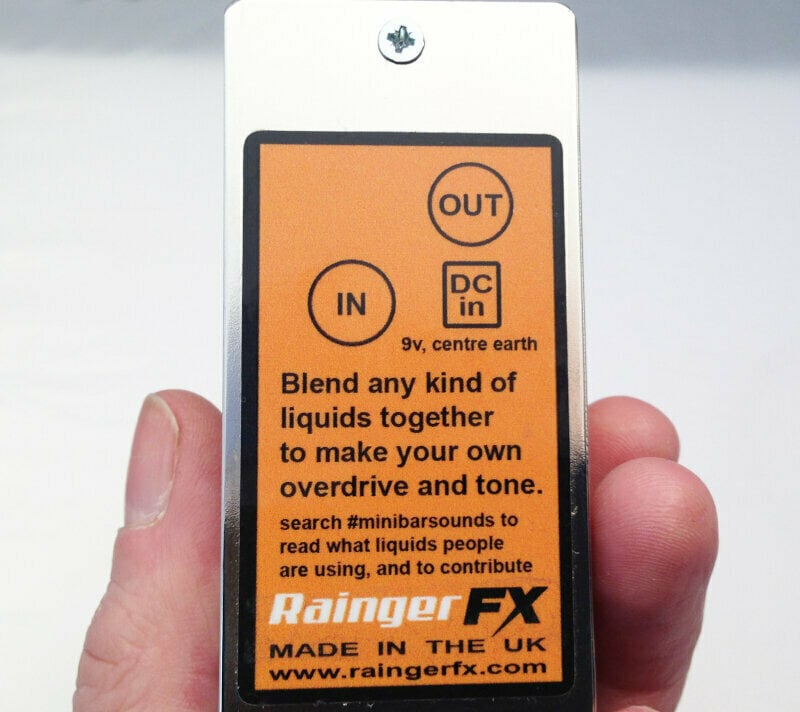 OUT
IN
DC
in
9v, centre earth
Blend any kind of
liquids together
to make your own
overdrive and tone.
search #minibarsounds to
read what liquids people
are using, and to contribute
Rainger FX
MADE IN THE UK
www.raingerfx.com